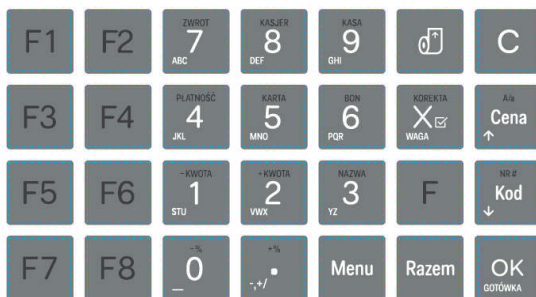 F1 F2 ZWROT 7 ABC KASJER 8 DEF KASA 9 GHI C
F3 F4 PŁATNOŚĆ 4 JKL KARTA 5 MNO BON 6 PQR KOREKTA X WAGA A/a Cena ↑
F5 F6 -KWOTA 1 STU +KWOTA 2 VWX NAZWA 3 YZ F NR # Kod ↓
F7 F8 -% 0 _ +% . -,+/ Menu Razem OK GOTÓWKA